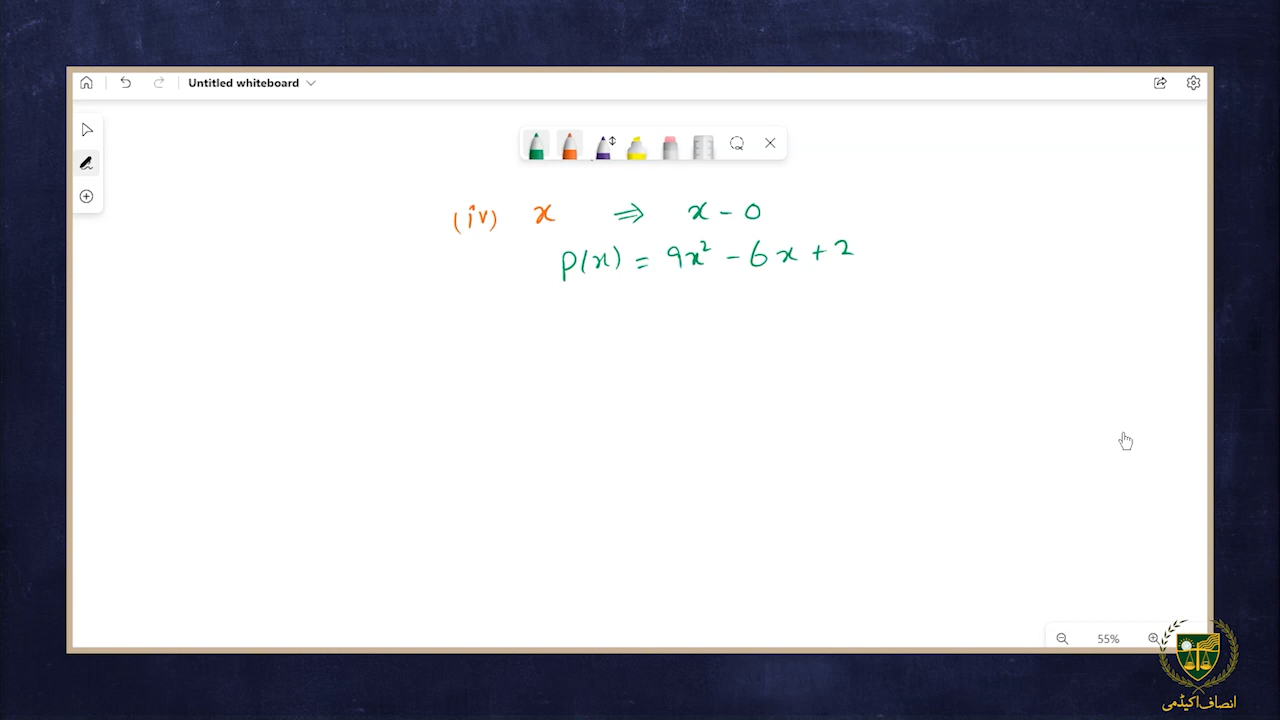 Untitled whiteboard
(iv) x ⇒ x - 0
P(x) = 9x² - 6x + 2
55%
انصاف اکیڈمی